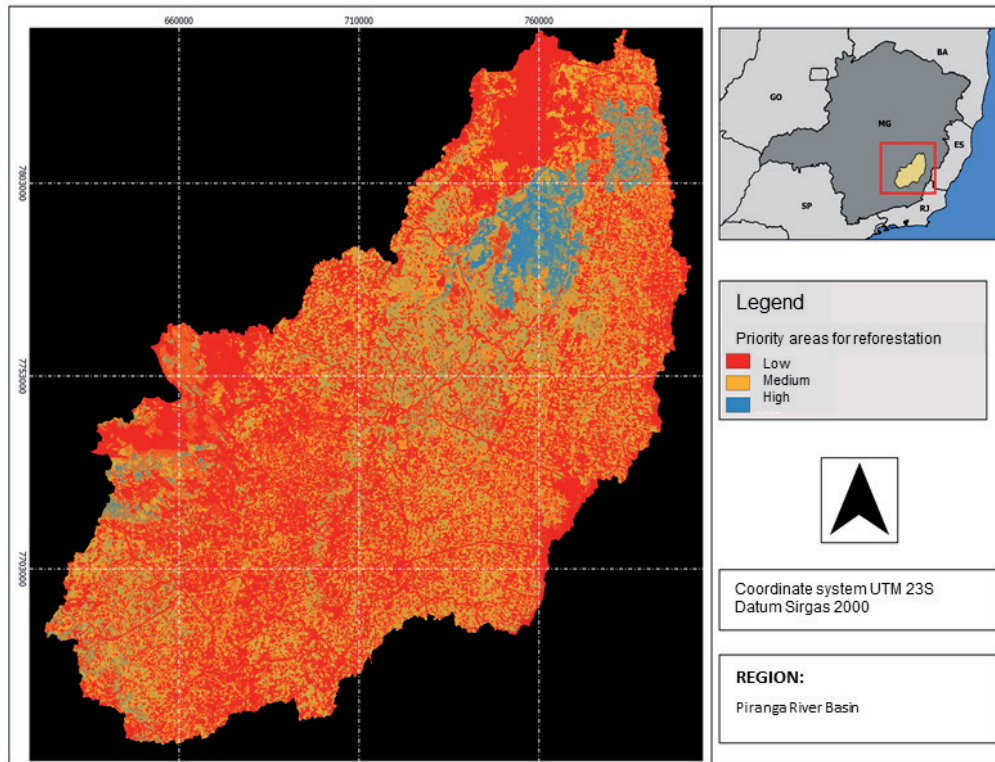 660000
710000
760000
7803000
7753000
7703000
BA
GO
MG
ES
SP
RJ
Legend
Priority areas for reforestation
Low
Medium
High
Coordinate system UTM 23S
Datum Sirgas 2000
REGION:
Piranga River Basin